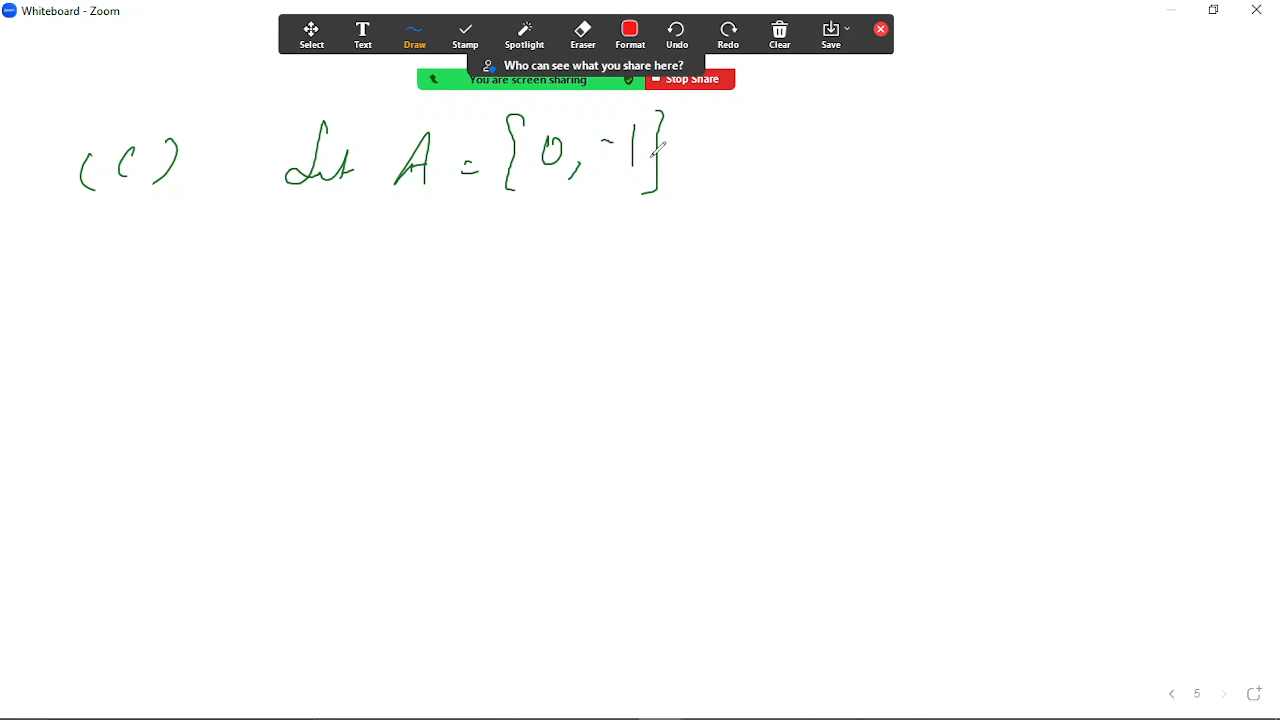 Whiteboard - Zoom
Select Text Draw Stamp Spotlight Eraser Format Undo Redo Clear Save
Who can see what you share here?
You are screen sharing Stop Share
(C) Let A = {0, -1}
5